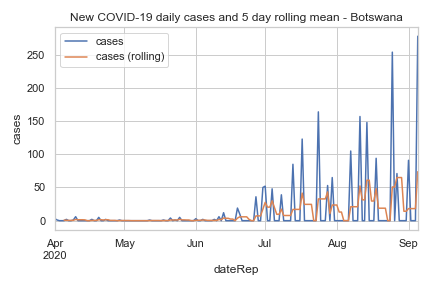 New COVID-19 daily cases and 5 day rolling mean - Botswana
cases
cases (rolling)
250
200
150
100
50
0
cases
Apr
2020
May
Jun
Jul
Aug
Sep
dateRep